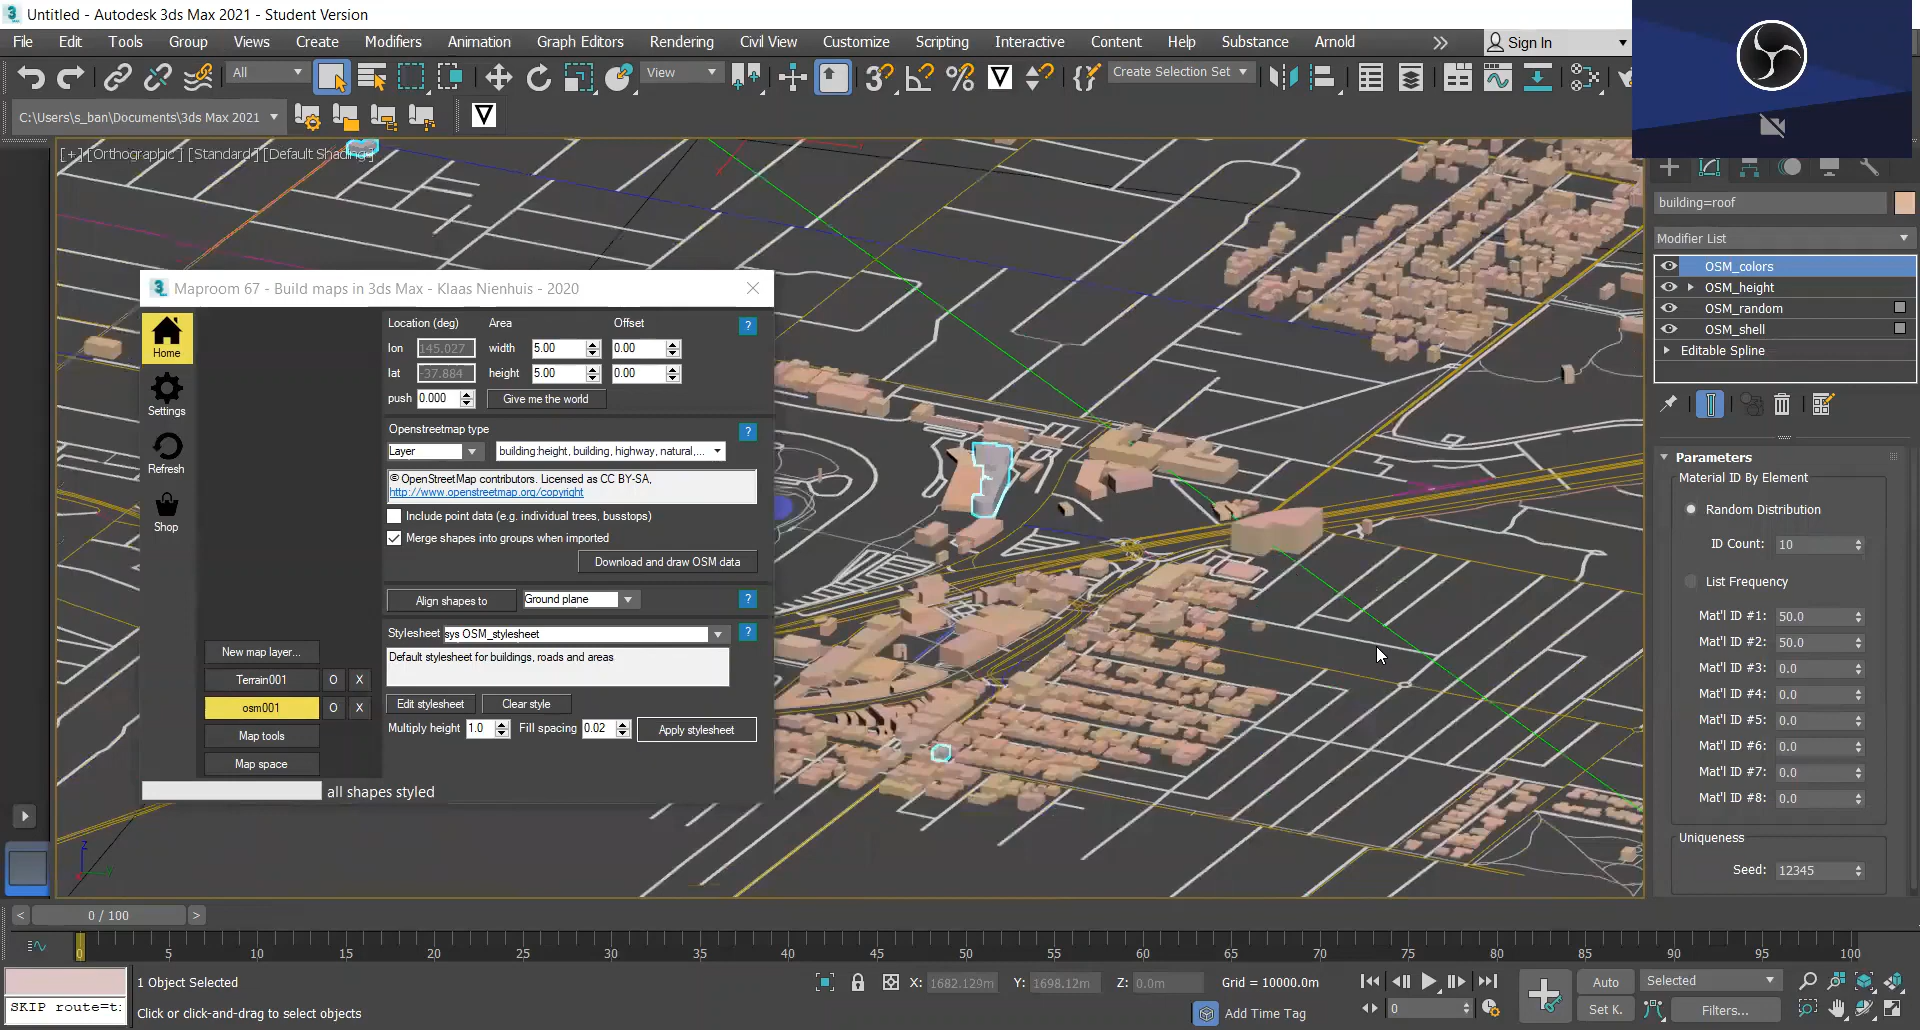 Untitled - Autodesk 3ds Max 2021 - Student Version
File Edit Tools Group Views Create Modifiers Animation Graph Editors Rendering Civil View Customize Scripting Interactive Content Help Substance Arnold
Sign In
All
View
Create Selection Set
C:\Users\s_ban\Documents\3ds Max 2021
[+] [Orthographic] [Standard] [Default Shading]
building=roof
Modifier List
OSM_colors
OSM_height
OSM_random
OSM_shell
Editable Spline
Maproom 67 - Build maps in 3ds Max - Klaas Nienhuis - 2020
Home
Settings
Refresh
Shop
Location (deg) Area Offset
?
lon 145.027 width 5.00 0.00
lat -37.884 height 5.00 0.00
push 0.000 Give me the world
Openstreetmap type
?
Layer building:height, building, highway, natural,...
© OpenStreetMap contributors. Licensed as CC BY-SA,
http://www.openstreetmap.org/copyright
Include point data (e.g. individual trees, busstops)
Merge shapes into groups when imported
Download and draw OSM data
Align shapes to Ground plane ?
Stylesheet sys OSM_stylesheet ?
Default stylesheet for buildings, roads and areas
Edit stylesheet Clear style
Multiply height 1.0 Fill spacing 0.02 Apply stylesheet
New map layer...
Terrain001 O X
osm001 O X
Map tools
Map space
all shapes styled
Parameters
Material ID By Element
Random Distribution
ID Count: 10
List Frequency
Mat'l ID #1: 50.0
Mat'l ID #2: 50.0
Mat'l ID #3: 0.0
Mat'l ID #4: 0.0
Mat'l ID #5: 0.0
Mat'l ID #6: 0.0
Mat'l ID #7: 0.0
Mat'l ID #8: 0.0
Uniqueness
Seed: 12345
z
< 0 / 100 >
0 5 10 15 20 25 30 35 40 45 50 55 60 65 70 75 80 85 90 95 100
1 Object Selected
X: 1682.129m Y: 1698.12m Z: 0.0m Grid = 10000.0m
Auto Selected
SKIP route=t
Click or click-and-drag to select objects
Add Time Tag
0
Set K. Filters...